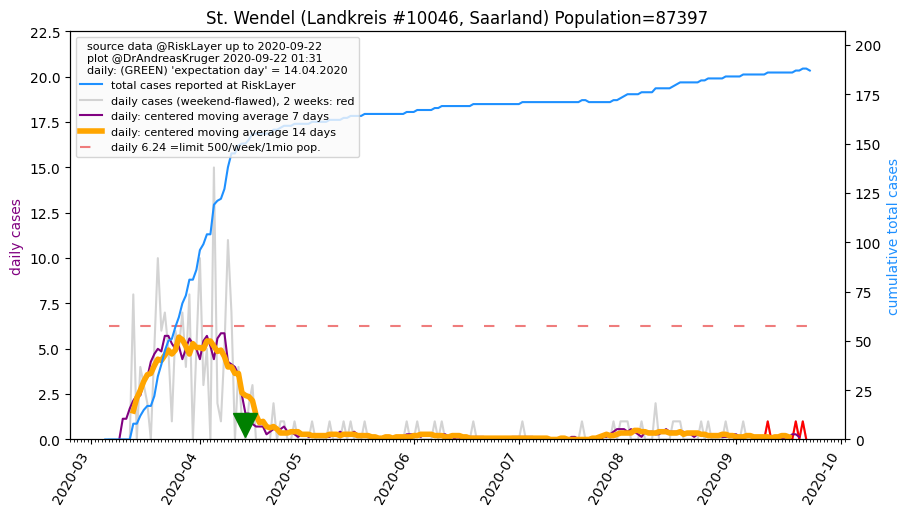 St. Wendel (Landkreis #10046, Saarland) Population=87397
source data @RiskLayer up to 2020-09-22
plot @DrAndreasKruger 2020-09-22 01:31
daily: (GREEN) 'expectation day' = 14.04.2020
total cases reported at RiskLayer
daily cases (weekend-flawed), 2 weeks: red
daily: centered moving average 7 days
daily: centered moving average 14 days
daily 6.24 =limit 500/week/1mio pop.
daily cases
22.5
20.0
17.5
15.0
12.5
10.0
7.5
5.0
2.5
0.0
200
175
150
125
100
75
50
25
0
cumulative total cases
2020-03
2020-04
2020-05
2020-06
2020-07
2020-08
2020-09
2020-10